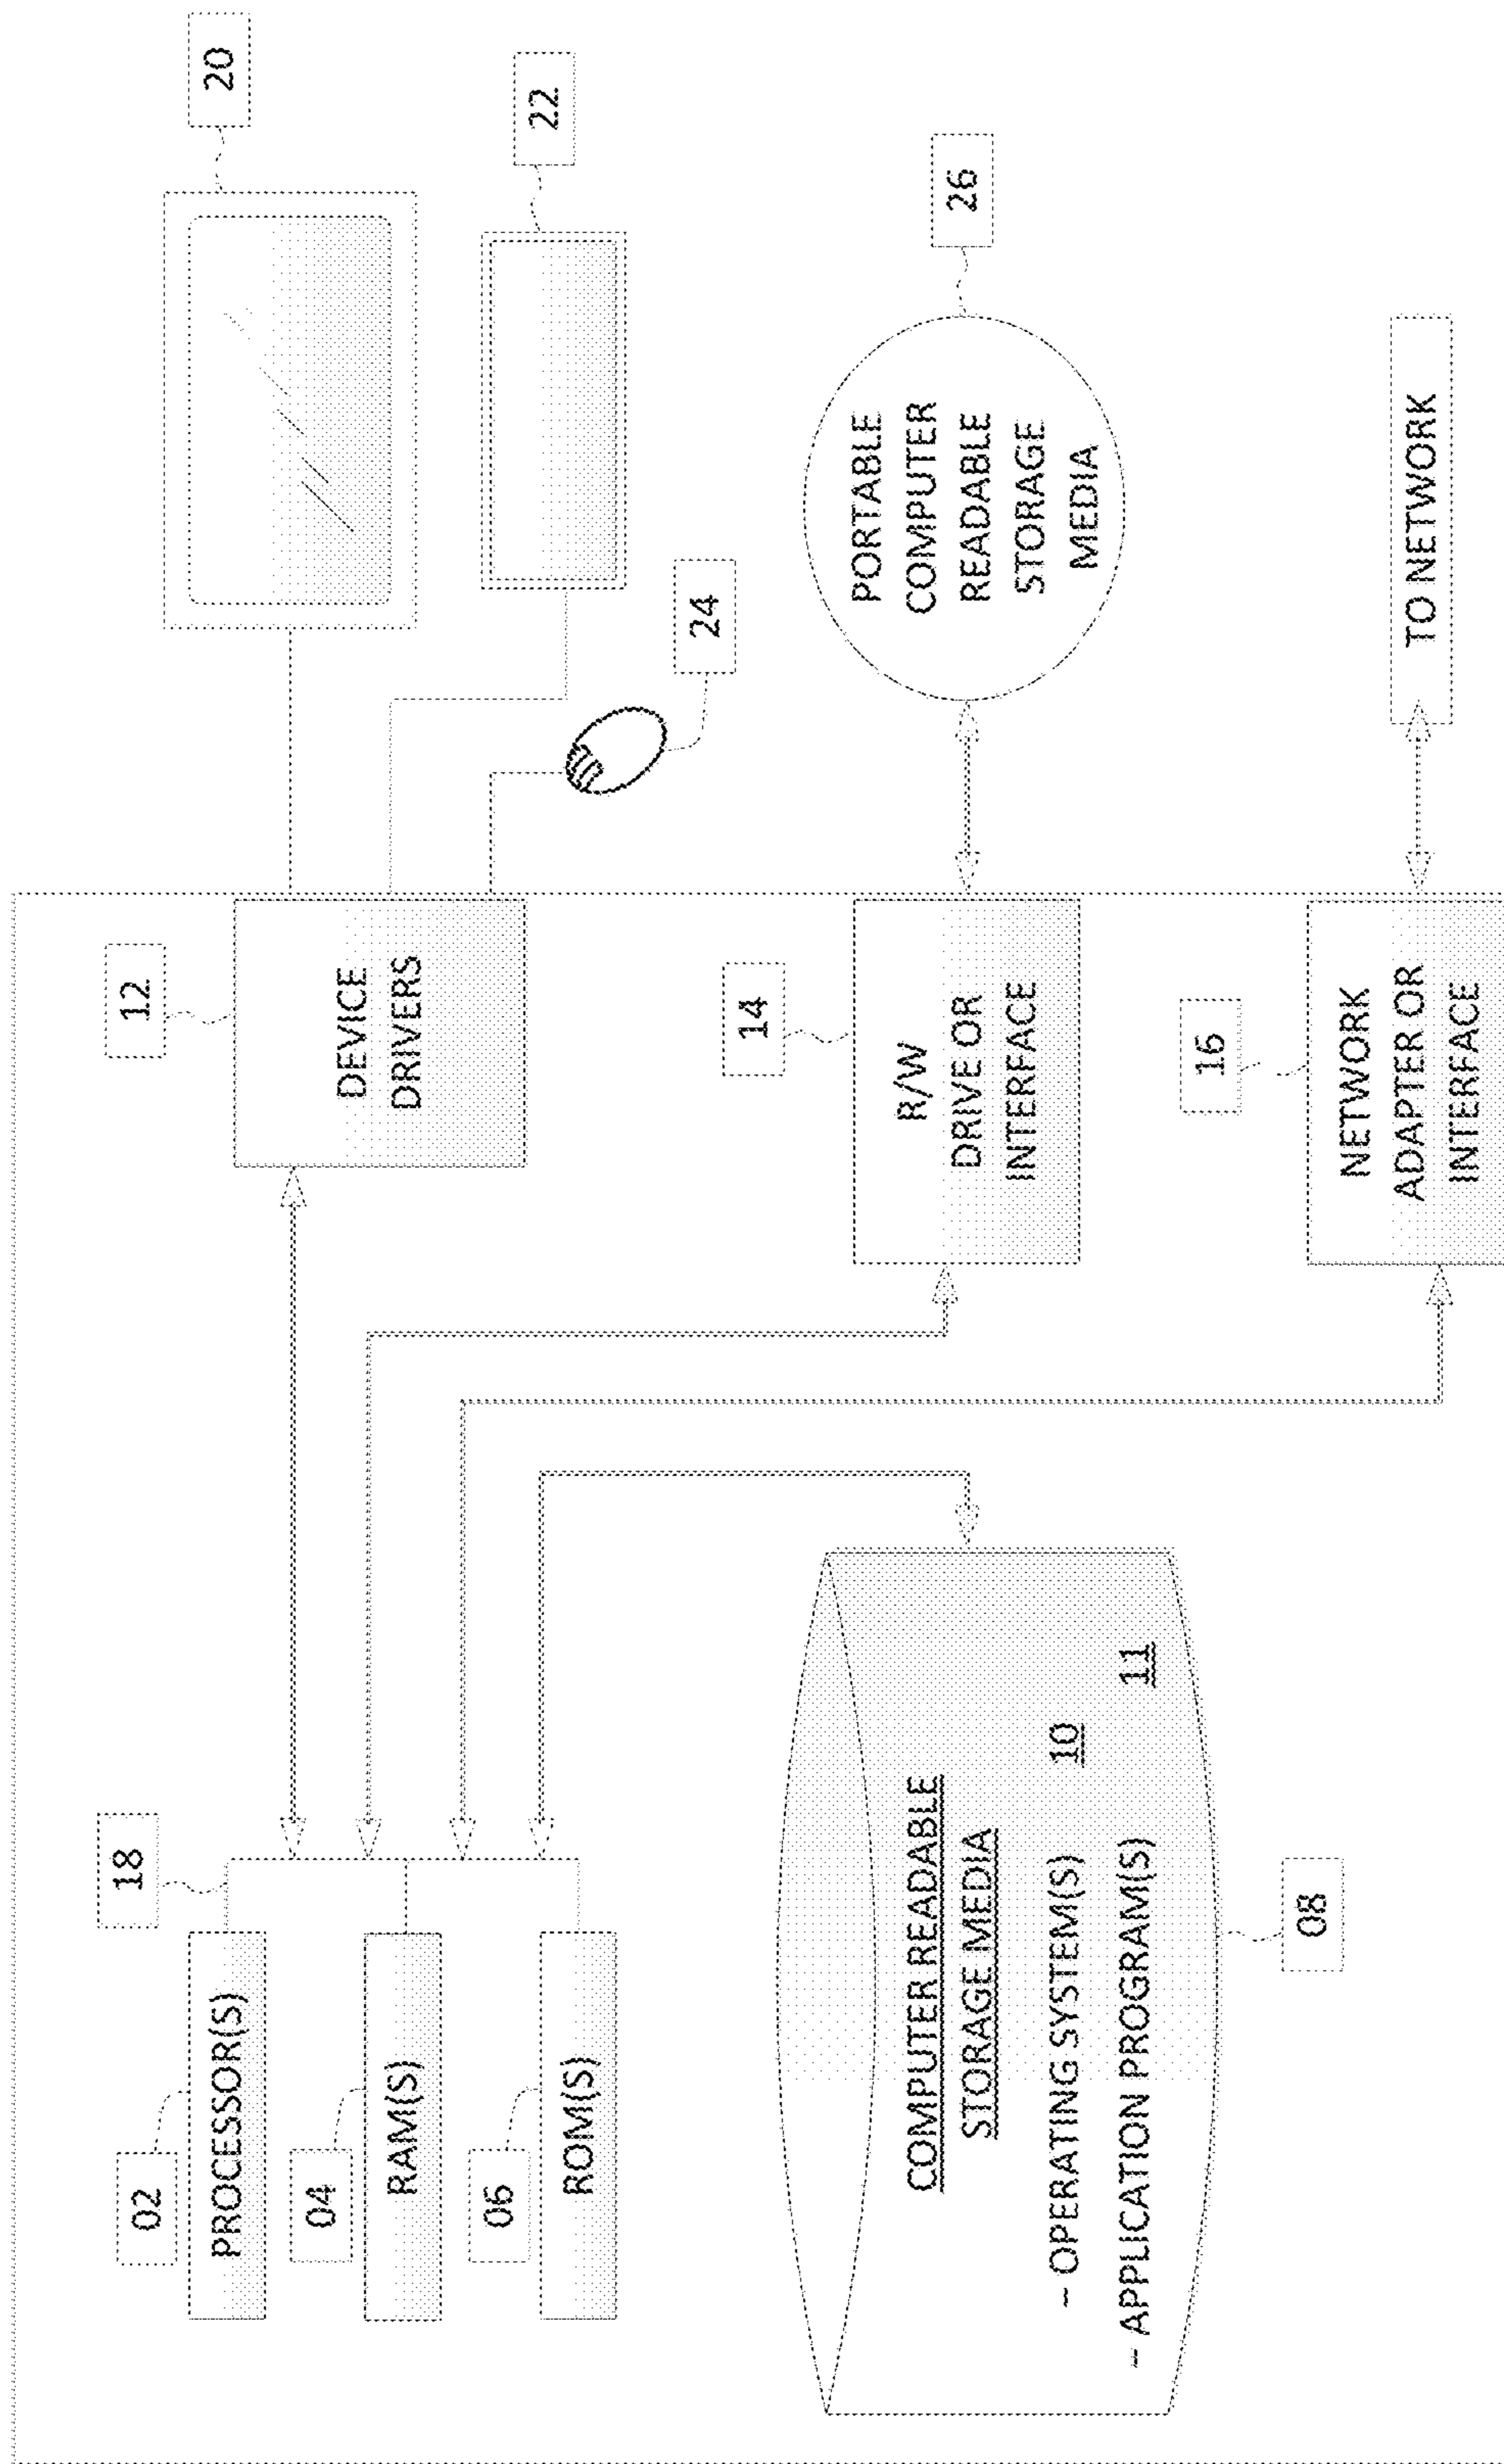 18
02
PROCESSOR(S)
04
RAM(S)
06
ROM(S)
COMPUTER READABLE
STORAGE MEDIA
– OPERATING SYSTEM(S) 10
– APPLICATION PROGRAM(S) 11
08
12
DEVICE
DRIVERS
14
R/W
DRIVE OR
INTERFACE
16
NETWORK
ADAPTER OR
INTERFACE
20
22
24
26
PORTABLE
COMPUTER
READABLE
STORAGE
MEDIA
TO NETWORK